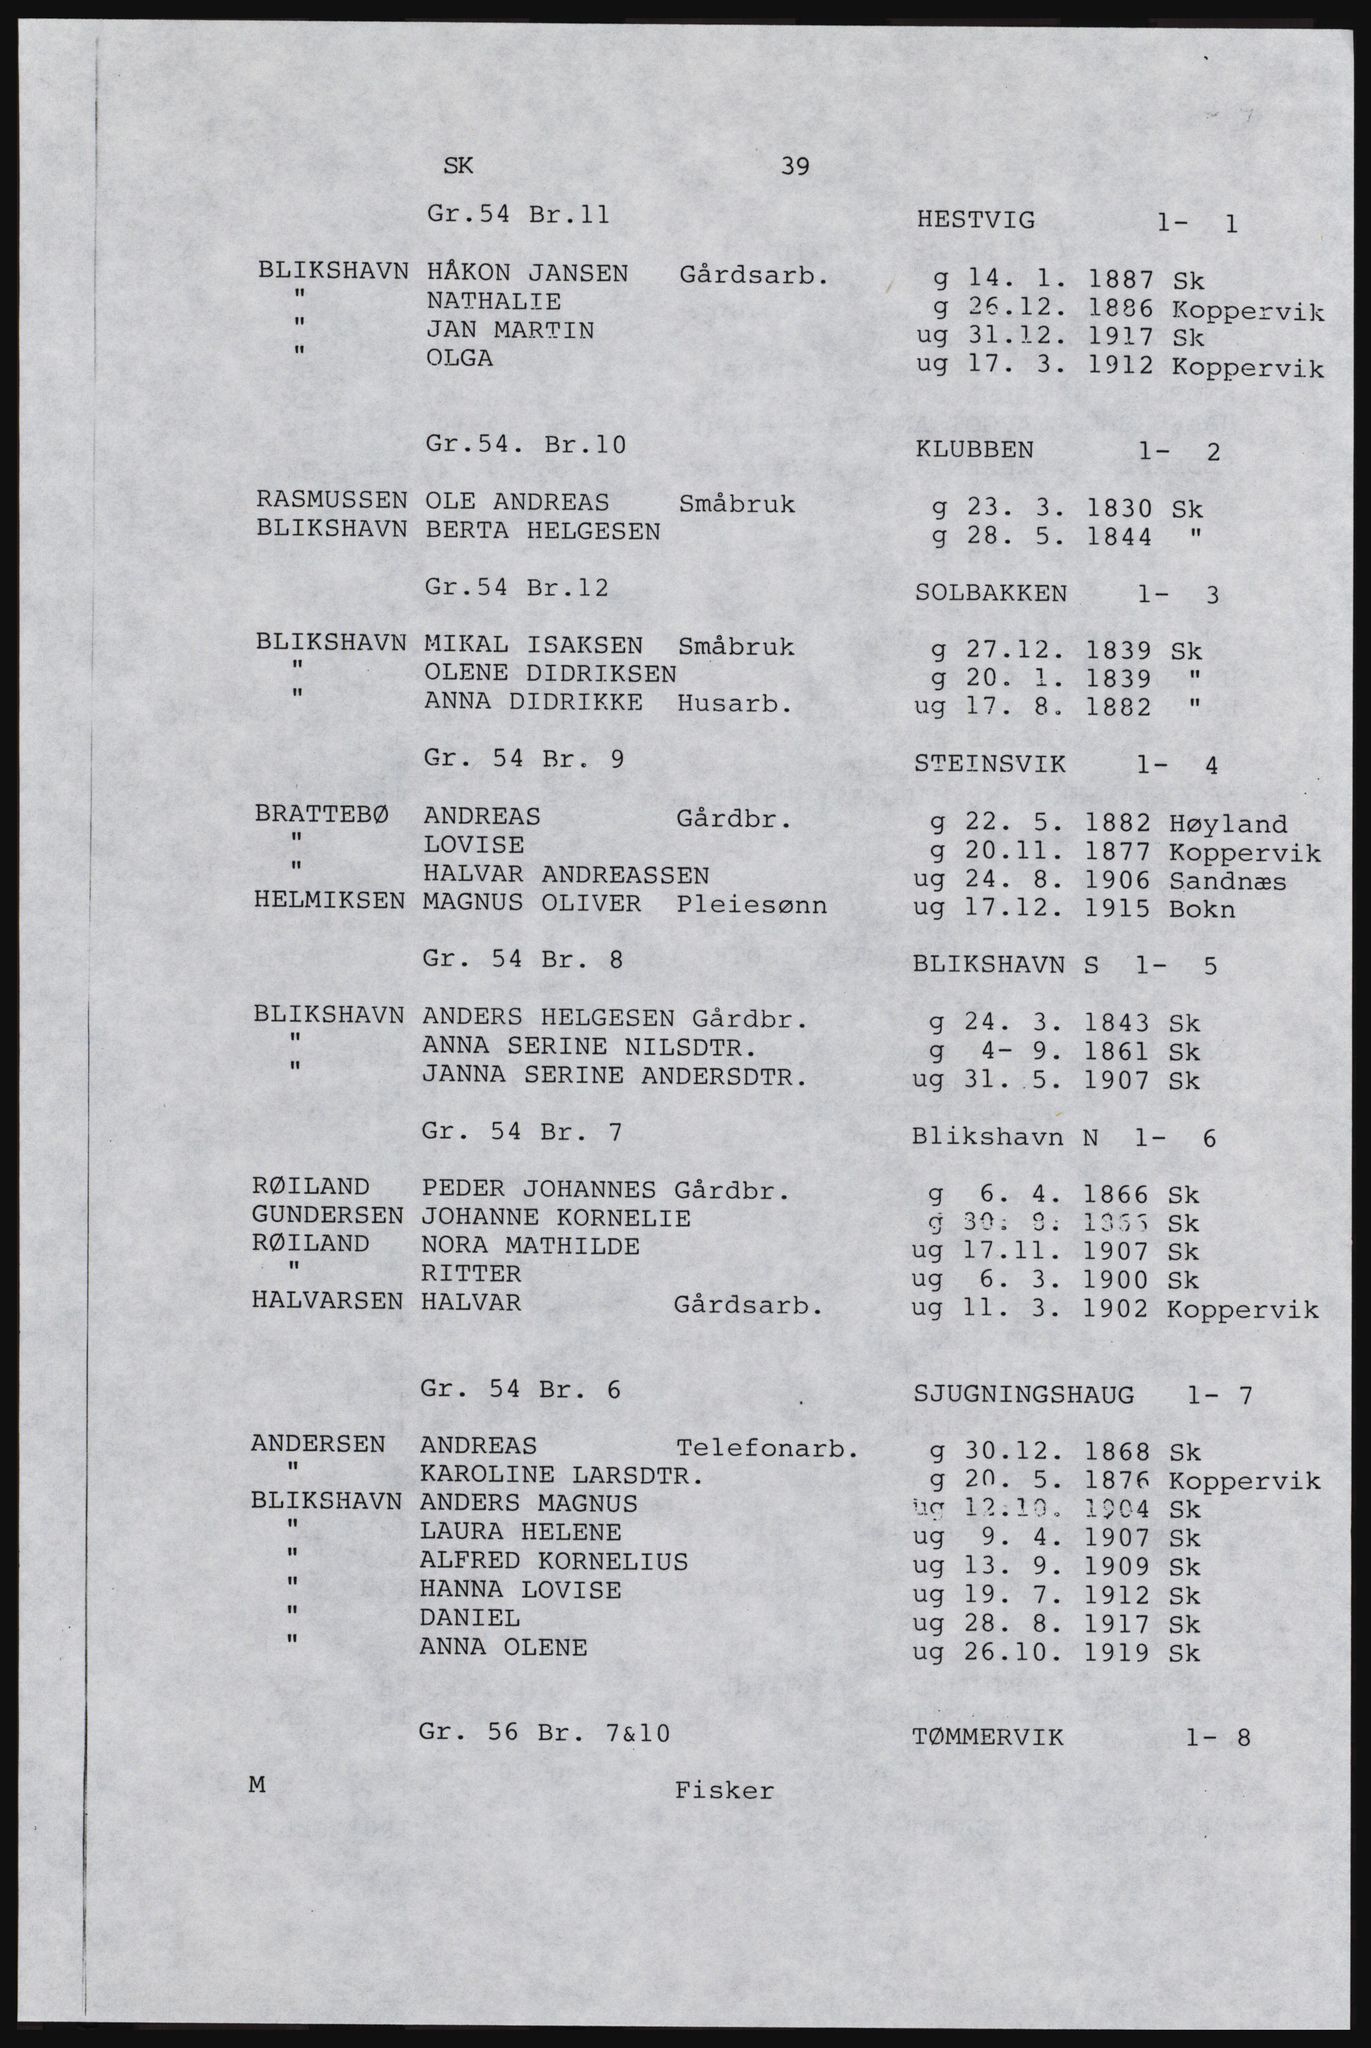 SK 39
Gr.54 Br.11 HESTVIG 1- 1
BLIKSHAVN HÅKON JANSEN Gårdsarb. g 14. 1. 1887 Sk
" NATHALIE g 26.12. 1886 Koppervik
" JAN MARTIN ug 31.12. 1917 Sk
" OLGA ug 17. 3. 1912 Koppervik
Gr.54. Br.10 KLUBBEN 1- 2
RASMUSSEN OLE ANDREAS Småbruk g 23. 3. 1830 Sk
BLIKSHAVN BERTA HELGESEN g 28. 5. 1844 "
Gr.54 Br.12 SOLBAKKEN 1- 3
BLIKSHAVN MIKAL ISAKSEN Småbruk g 27.12. 1839 Sk
" OLENE DIDRIKSEN g 20. 1. 1839 "
" ANNA DIDRIKKE Husarb. ug 17. 8. 1882 "
Gr. 54 Br. 9 STEINSVIK 1- 4
BRATTEBØ ANDREAS Gårdbr. g 22. 5. 1882 Høyland
" LOVISE g 20.11. 1877 Koppervik
" HALVAR ANDREASSEN ug 24. 8. 1906 Sandnæs
HELMIKSEN MAGNUS OLIVER Pleiesønn ug 17.12. 1915 Bokn
Gr. 54 Br. 8 BLIKSHAVN S 1- 5
BLIKSHAVN ANDERS HELGESEN Gårdbr. g 24. 3. 1843 Sk
" ANNA SERINE NILSDTR. g 4- 9. 1861 Sk
" JANNA SERINE ANDERSDTR. ug 31. 5. 1907 Sk
Gr. 54 Br. 7 Blikshavn N 1- 6
RØILAND PEDER JOHANNES Gårdbr. g 6. 4. 1866 Sk
GUNDERSEN JOHANNE KORNELIE g 30. Sk
RØILAND NORA MATHILDE ug 17.11. 1907 Sk
" RITTER ug 6. 3. 1900 Sk
HALVARSEN HALVAR Gårdsarb. ug 11. 3. 1902 Koppervik
Gr. 54 Br. 6 SJUGNINGSHAUG 1- 7
ANDERSEN ANDREAS Telefonarb. g 30.12. 1868 Sk
" KAROLINE LARSDTR. g 20. 5. 1876 Koppervik
BLIKSHAVN ANDERS MAGNUS ug 12.10. 1904 Sk
" LAURA HELENE ug 9. 4. 1907 Sk
" ALFRED KORNELIUS ug 13. 9. 1909 Sk
" HANNA LOVISE ug 19. 7. 1912 Sk
" DANIEL ug 28. 8. 1917 Sk
" ANNA OLENE ug 26.10. 1919 Sk
Gr. 56 Br. 7&10 TØMMERVIK 1- 8
M Fisker